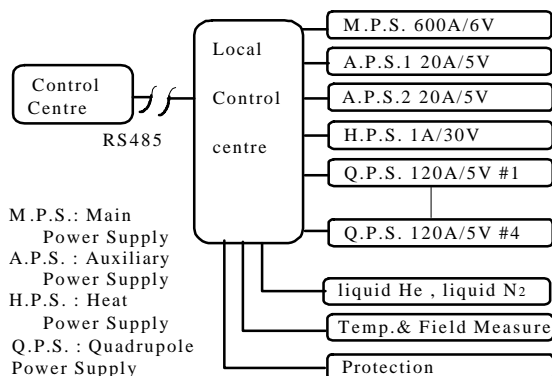 Control
Centre
RS485
Local
Control
centre
M.P.S. 600A/6V
A.P.S.1 20A/5V
A.P.S.2 20A/5V
H.P.S. 1A/30V
Q.P.S. 120A/5V #1
Q.P.S. 120A/5V #4
liquid He , liquid N2
Temp.& Field Measure
Protection
M.P.S.: Main
Power Supply
A.P.S. : Auxiliary
Power Supply
H.P.S. : Heat
Power Supply
Q.P.S. : Quadrupole
Power Supply